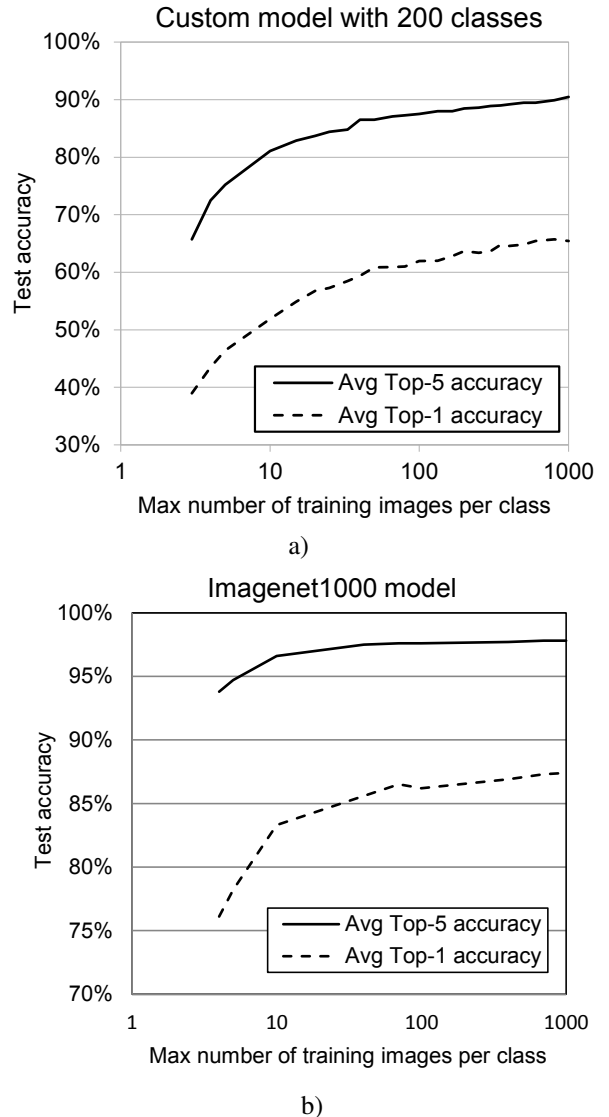 Custom model with 200 classes
100%
90%
80%
70%
60%
50%
40%
30%
Test accuracy
Avg Top-5 accuracy
Avg Top-1 accuracy
1 10 100 1000
Max number of training images per class
a)
Imagenet1000 model
100%
95%
90%
85%
80%
75%
70%
Test accuracy
Avg Top-5 accuracy
Avg Top-1 accuracy
1 10 100 1000
Max number of training images per class
b)